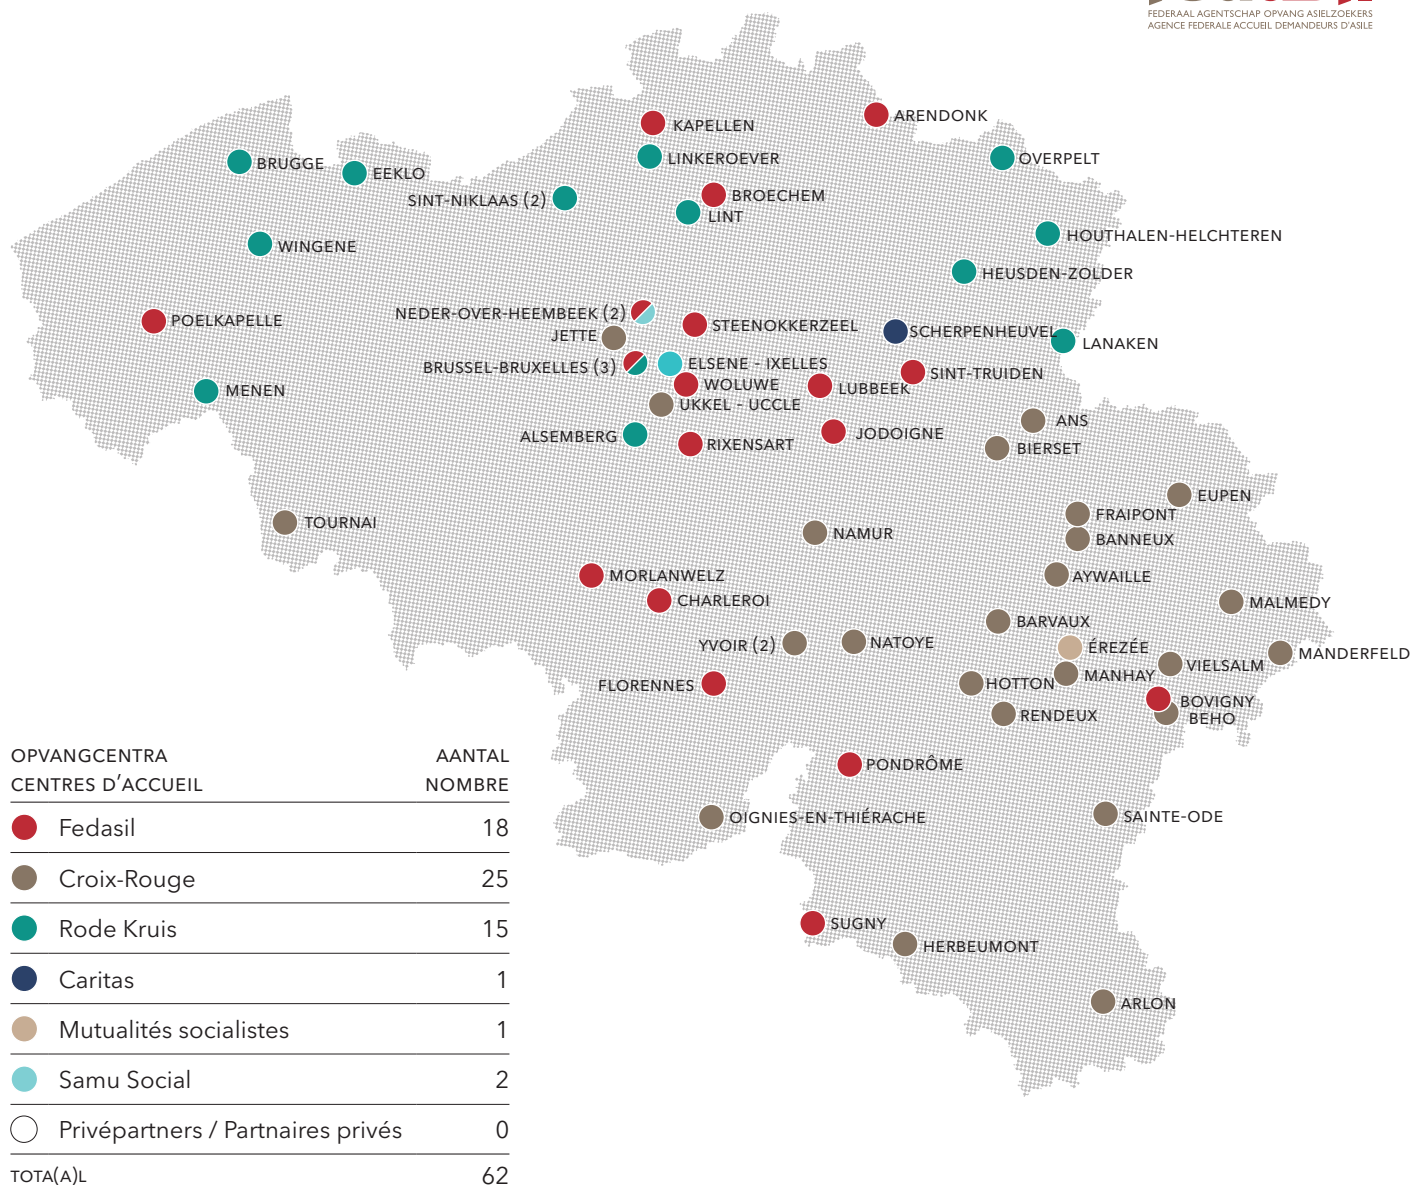 FEDERAAL AGENTSCHAP OPVANG ASIELZOEKERS
AGENCE FEDERALE ACCUEIL DEMANDEURS D'ASILE
KAPELLEN
ARENDONK
LINKEROEVER
OVERPELT
BRUGGE
EEKLO
SINT-NIKLAAS (2)
BROECHEM
LINT
WINGENE
HOUTHALEN-HELCHTEREN
HEUSDEN-ZOLDER
POELKAPELLE
NEDER-OVER-HEEMBEEK (2)
STEENOKKERZEEL
SCHERPENHEUVEL
JETTE
LANAKEN
BRUSSEL-BRUXELLES (3)
ELSENE - IXELLES
SINT-TRUIDEN
WOLUWE
LUBBEEK
MENEN
UKKEL - UCCLE
ANS
ALSEMBERG
RIXENSART
JODOIGNE
BIERSET
EUPEN
TOURNAI
FRAIPONT
NAMUR
BANNEUX
MORLANWELZ
AYWAILLE
CHARLEROI
MALMEDY
BARVAUX
YVOIR (2)
NATOYE
ÉREZÉE
MANDERFELD
VIELSALM
MANHAY
FLORENNES
HOTTON
BOVIGNY
RENDEUX
BEHO
PONDRÔME
OIGNIES-EN-THIÉRACHE
SAINTE-ODE
SUGNY
HERBEUMONT
ARLON
OPVANGCENTRA AANTAL
CENTRES D'ACCUEIL NOMBRE
Fedasil 18
Croix-Rouge 25
Rode Kruis 15
Caritas 1
Mutualités socialistes 1
Samu Social 2
Privépartners / Partnaires privés 0
TOTA(A)L 62